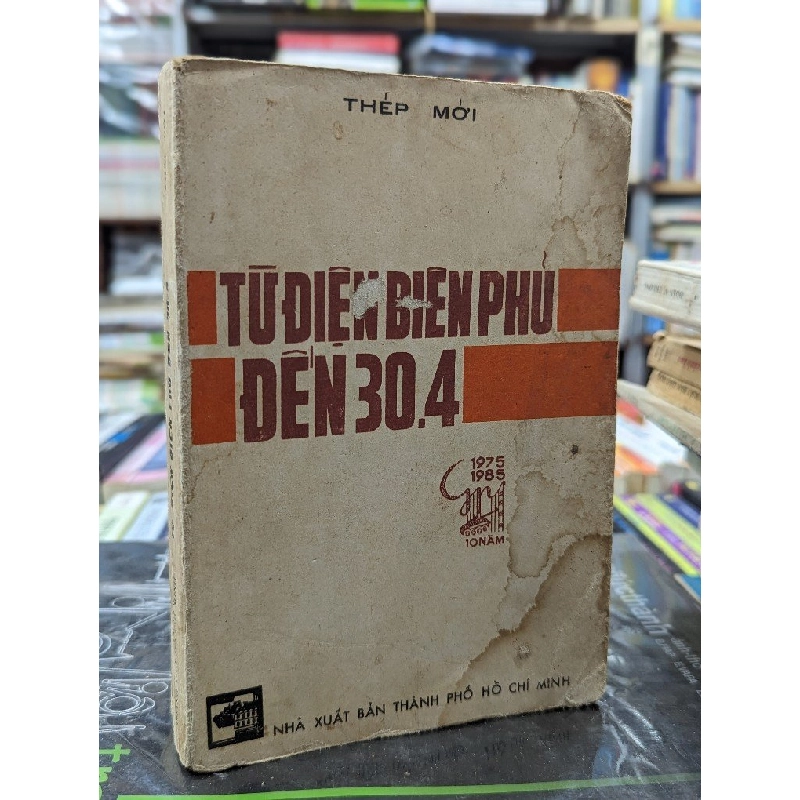 THÉP MỚI
TỪ ĐIỆN BIÊN PHỦ
ĐẾN 30.4
1975
1985
10 NĂM
NHÀ XUẤT BẢN THÀNH PHỐ HỒ CHÍ MINH